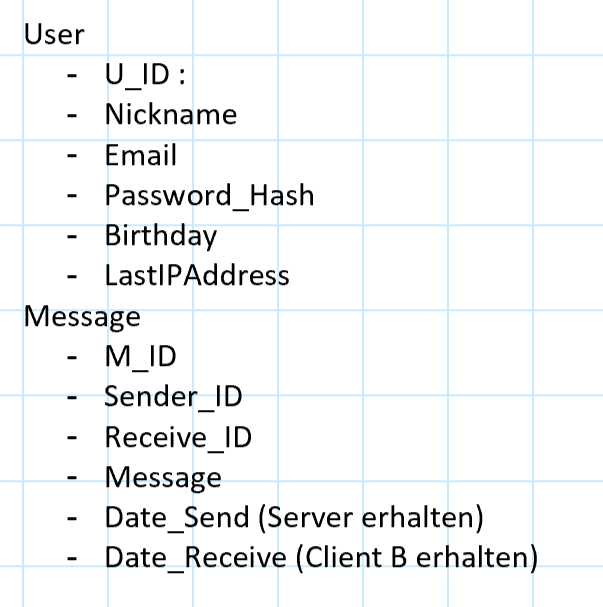 User
- U_ID :
- Nickname
- Email
- Password_Hash
- Birthday
- LastIPAddress
Message
- M_ID
- Sender_ID
- Receive_ID
- Message
- Date_Send (Server erhalten)
- Date_Receive (Client B erhalten)